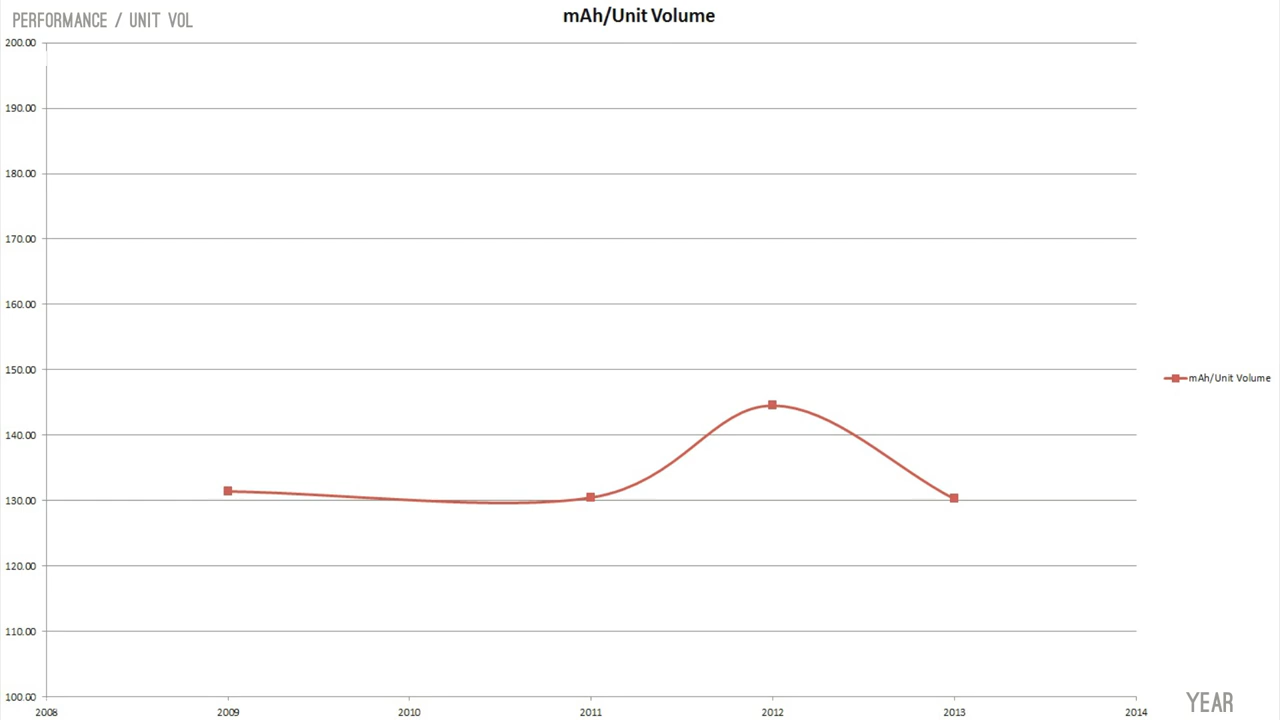 PERFORMANCE / UNIT VOL
mAh/Unit Volume
200.00
190.00
180.00
170.00
160.00
150.00
mAh/Unit Volume
140.00
130.00
120.00
110.00
100.00
2008 2009 2010 2011 2012 2013 2014
YEAR